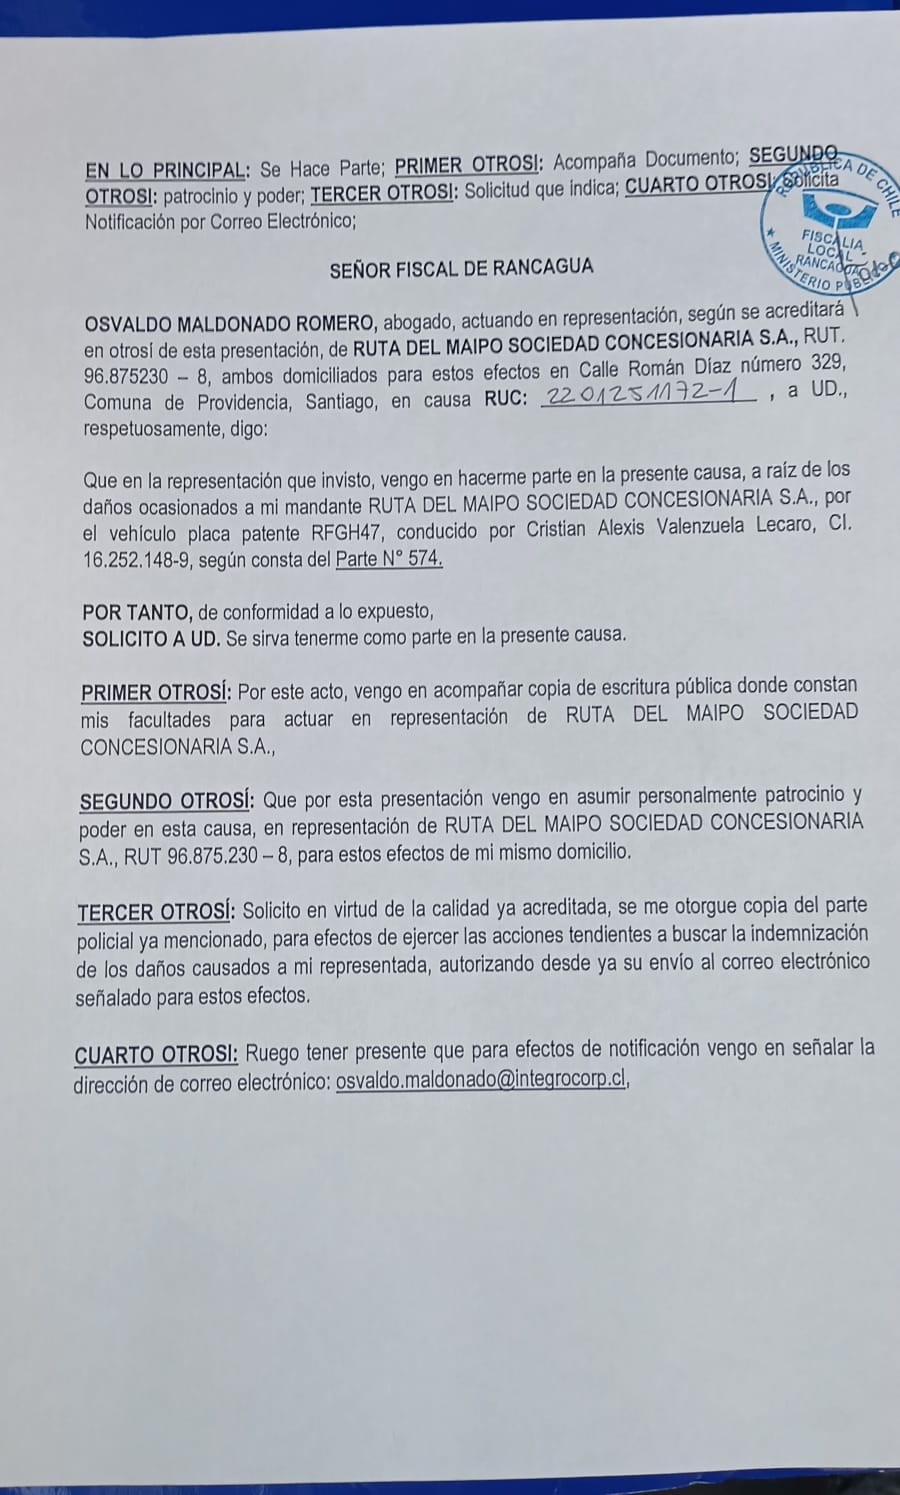 EN LO PRINCIPAL: Se Hace Parte; PRIMER OTROSI: Acompaña Documento; SEGUNDO
OTROSI: patrocinio y poder; TERCER OTROSI: Solicitud que indica; CUARTO OTROSI: Solicita
Notificación por Correo Electrónico;
REPÚBLICA DE CHILE
FISCALIA
LOCAL
RANCAGUA
MINISTERIO PÚBLICO
SEÑOR FISCAL DE RANCAGUA
OSVALDO MALDONADO ROMERO, abogado, actuando en representación, según se acreditará
en otrosí de esta presentación, de RUTA DEL MAIPO SOCIEDAD CONCESIONARIA S.A., RUT.
96.875230 – 8, ambos domiciliados para estos efectos en Calle Román Díaz número 329,
Comuna de Providencia, Santiago, en causa RUC: 2201251172-1 , a UD.,
respetuosamente, digo:
Que en la representación que invisto, vengo en hacerme parte en la presente causa, a raíz de los
daños ocasionados a mi mandante RUTA DEL MAIPO SOCIEDAD CONCESIONARIA S.A., por
el vehículo placa patente RFGH47, conducido por Cristian Alexis Valenzuela Lecaro, CI.
16.252.148-9, según consta del Parte N° 574.
POR TANTO, de conformidad a lo expuesto,
SOLICITO A UD. Se sirva tenerme como parte en la presente causa.
PRIMER OTROSÍ: Por este acto, vengo en acompañar copia de escritura pública donde constan
mis facultades para actuar en representación de RUTA DEL MAIPO SOCIEDAD
CONCESIONARIA S.A.,
SEGUNDO OTROSÍ: Que por esta presentación vengo en asumir personalmente patrocinio y
poder en esta causa, en representación de RUTA DEL MAIPO SOCIEDAD CONCESIONARIA
S.A., RUT 96.875.230 – 8, para estos efectos de mi mismo domicilio.
TERCER OTROSÍ: Solicito en virtud de la calidad ya acreditada, se me otorgue copia del parte
policial ya mencionado, para efectos de ejercer las acciones tendientes a buscar la indemnización
de los daños causados a mi representada, autorizando desde ya su envío al correo electrónico
señalado para estos efectos.
CUARTO OTROSI: Ruego tener presente que para efectos de notificación vengo en señalar la
dirección de correo electrónico: osvaldo.maldonado@integrocorp.cl,